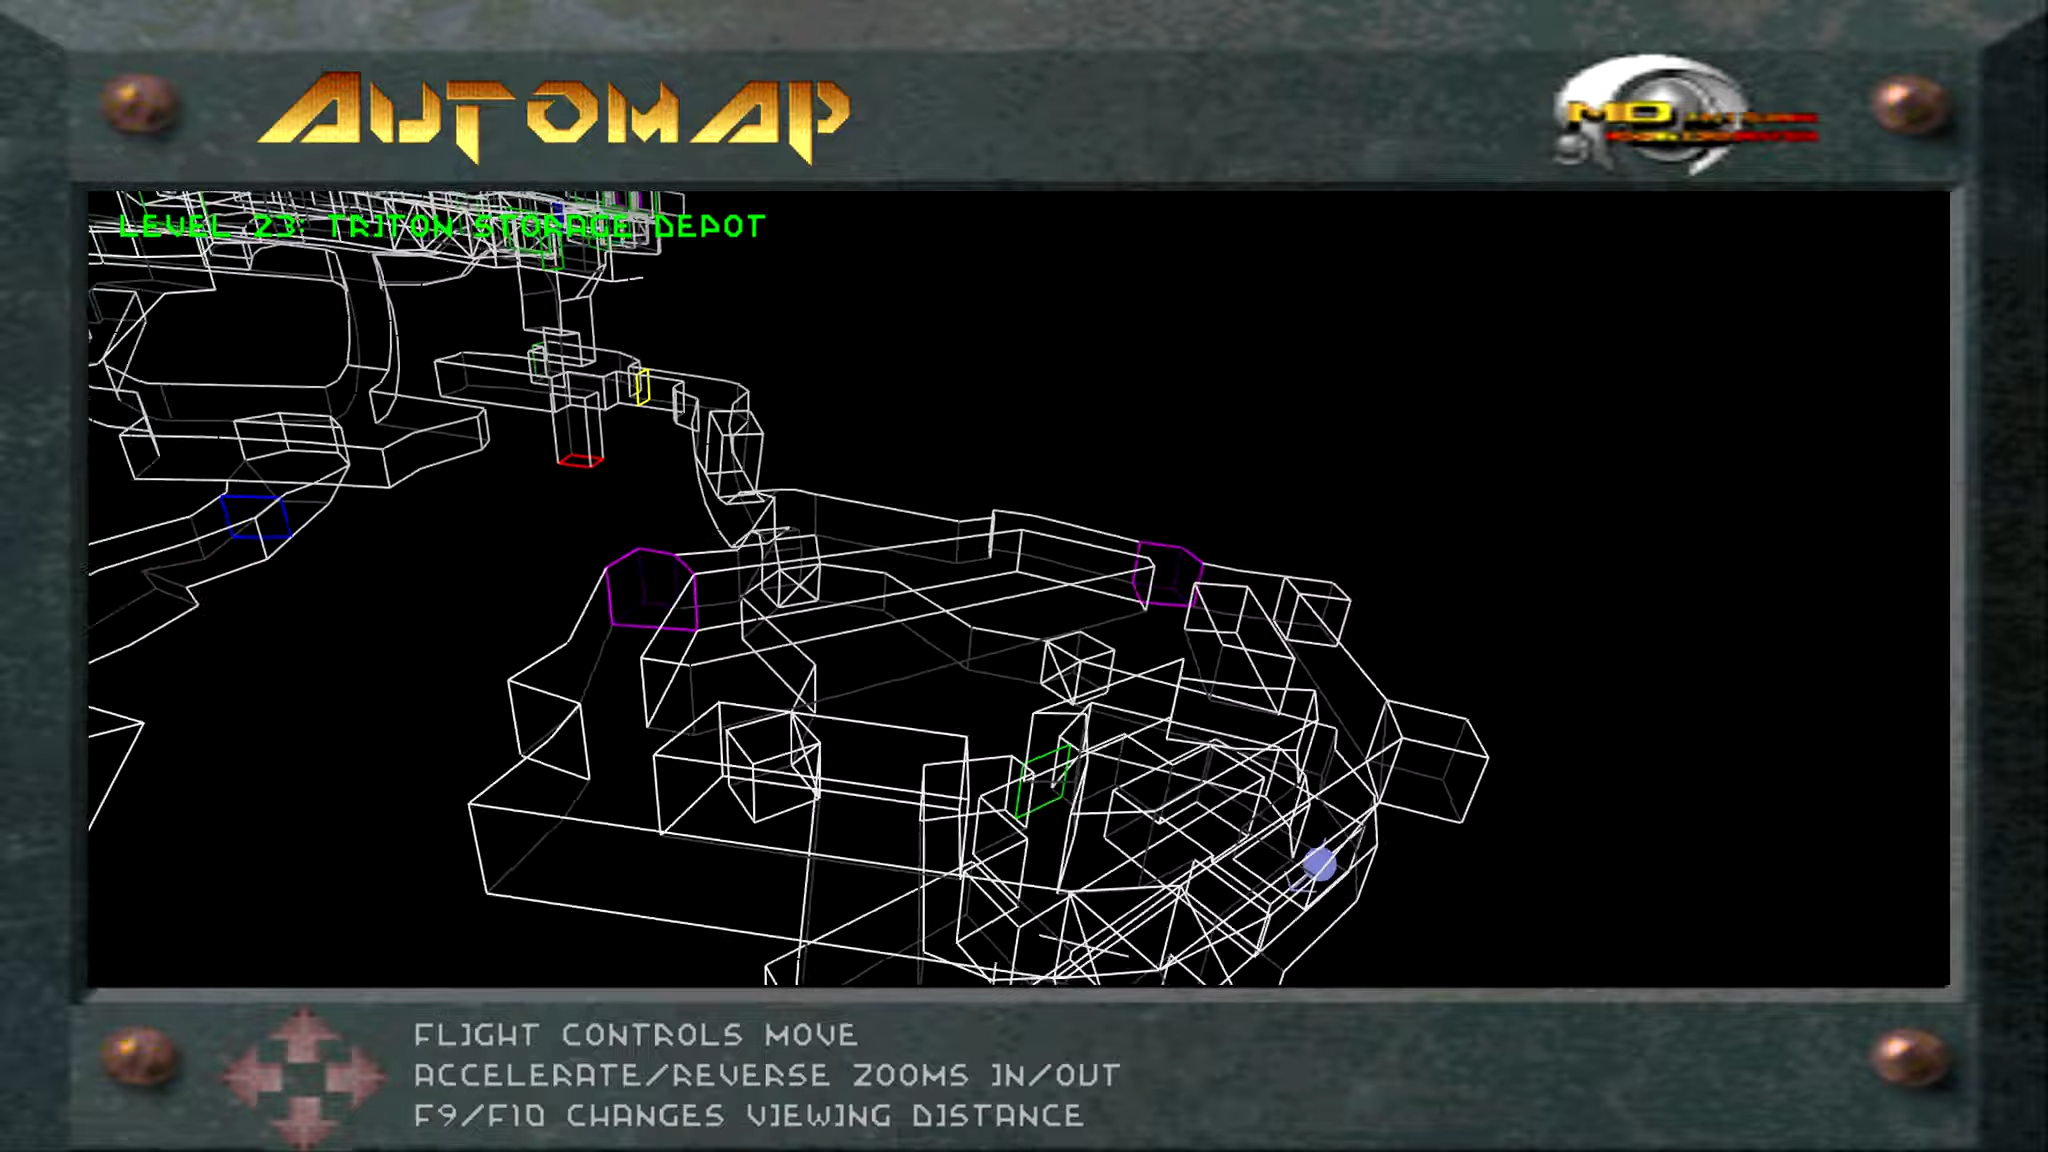 AUTOMAP
MD
LEVEL 23: TRITON STORAGE DEPOT
FLIGHT CONTROLS MOVE
ACCELERATE/REVERSE ZOOMS IN/OUT
F9/F10 CHANGES VIEWING DISTANCE